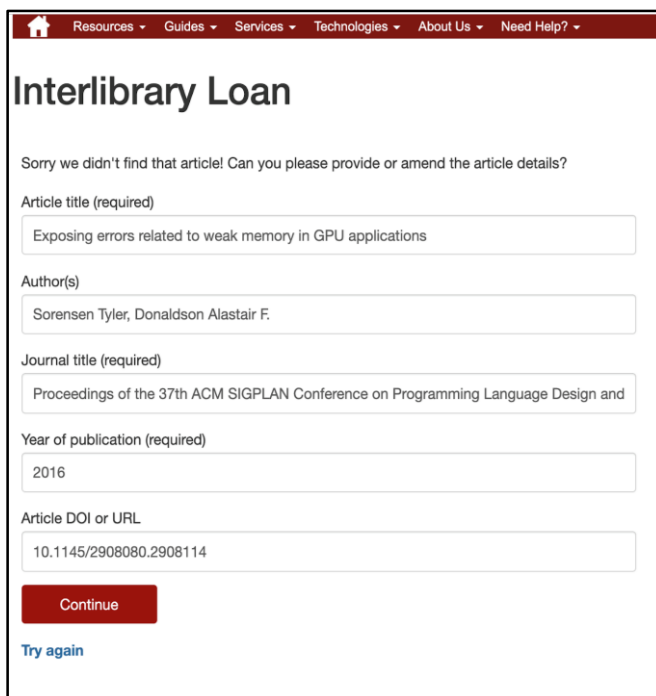 Resources Guides Services Technologies About Us Need Help?
Interlibrary Loan
Sorry we didn't find that article! Can you please provide or amend the article details?
Article title (required)
Exposing errors related to weak memory in GPU applications
Author(s)
Sorensen Tyler, Donaldson Alastair F.
Journal title (required)
Proceedings of the 37th ACM SIGPLAN Conference on Programming Language Design and
Year of publication (required)
2016
Article DOI or URL
10.1145/2908080.2908114
Continue
Try again